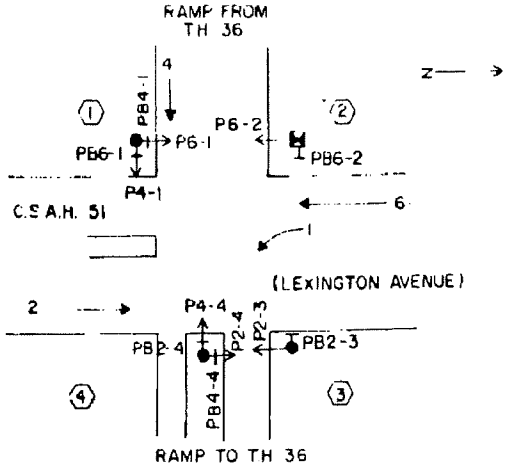 RAMP FROM
TH 36
N
4
PB4-1
1
2
P6-1
P6-2
PB6-1
PB6-2
P4-1
C.S.A.H. 51
6
1
(LEXINGTON AVENUE)
2
P4-4
P2-4
P2-3
PB2-4
PB2-3
PB4-4
4
3
RAMP TO TH 36